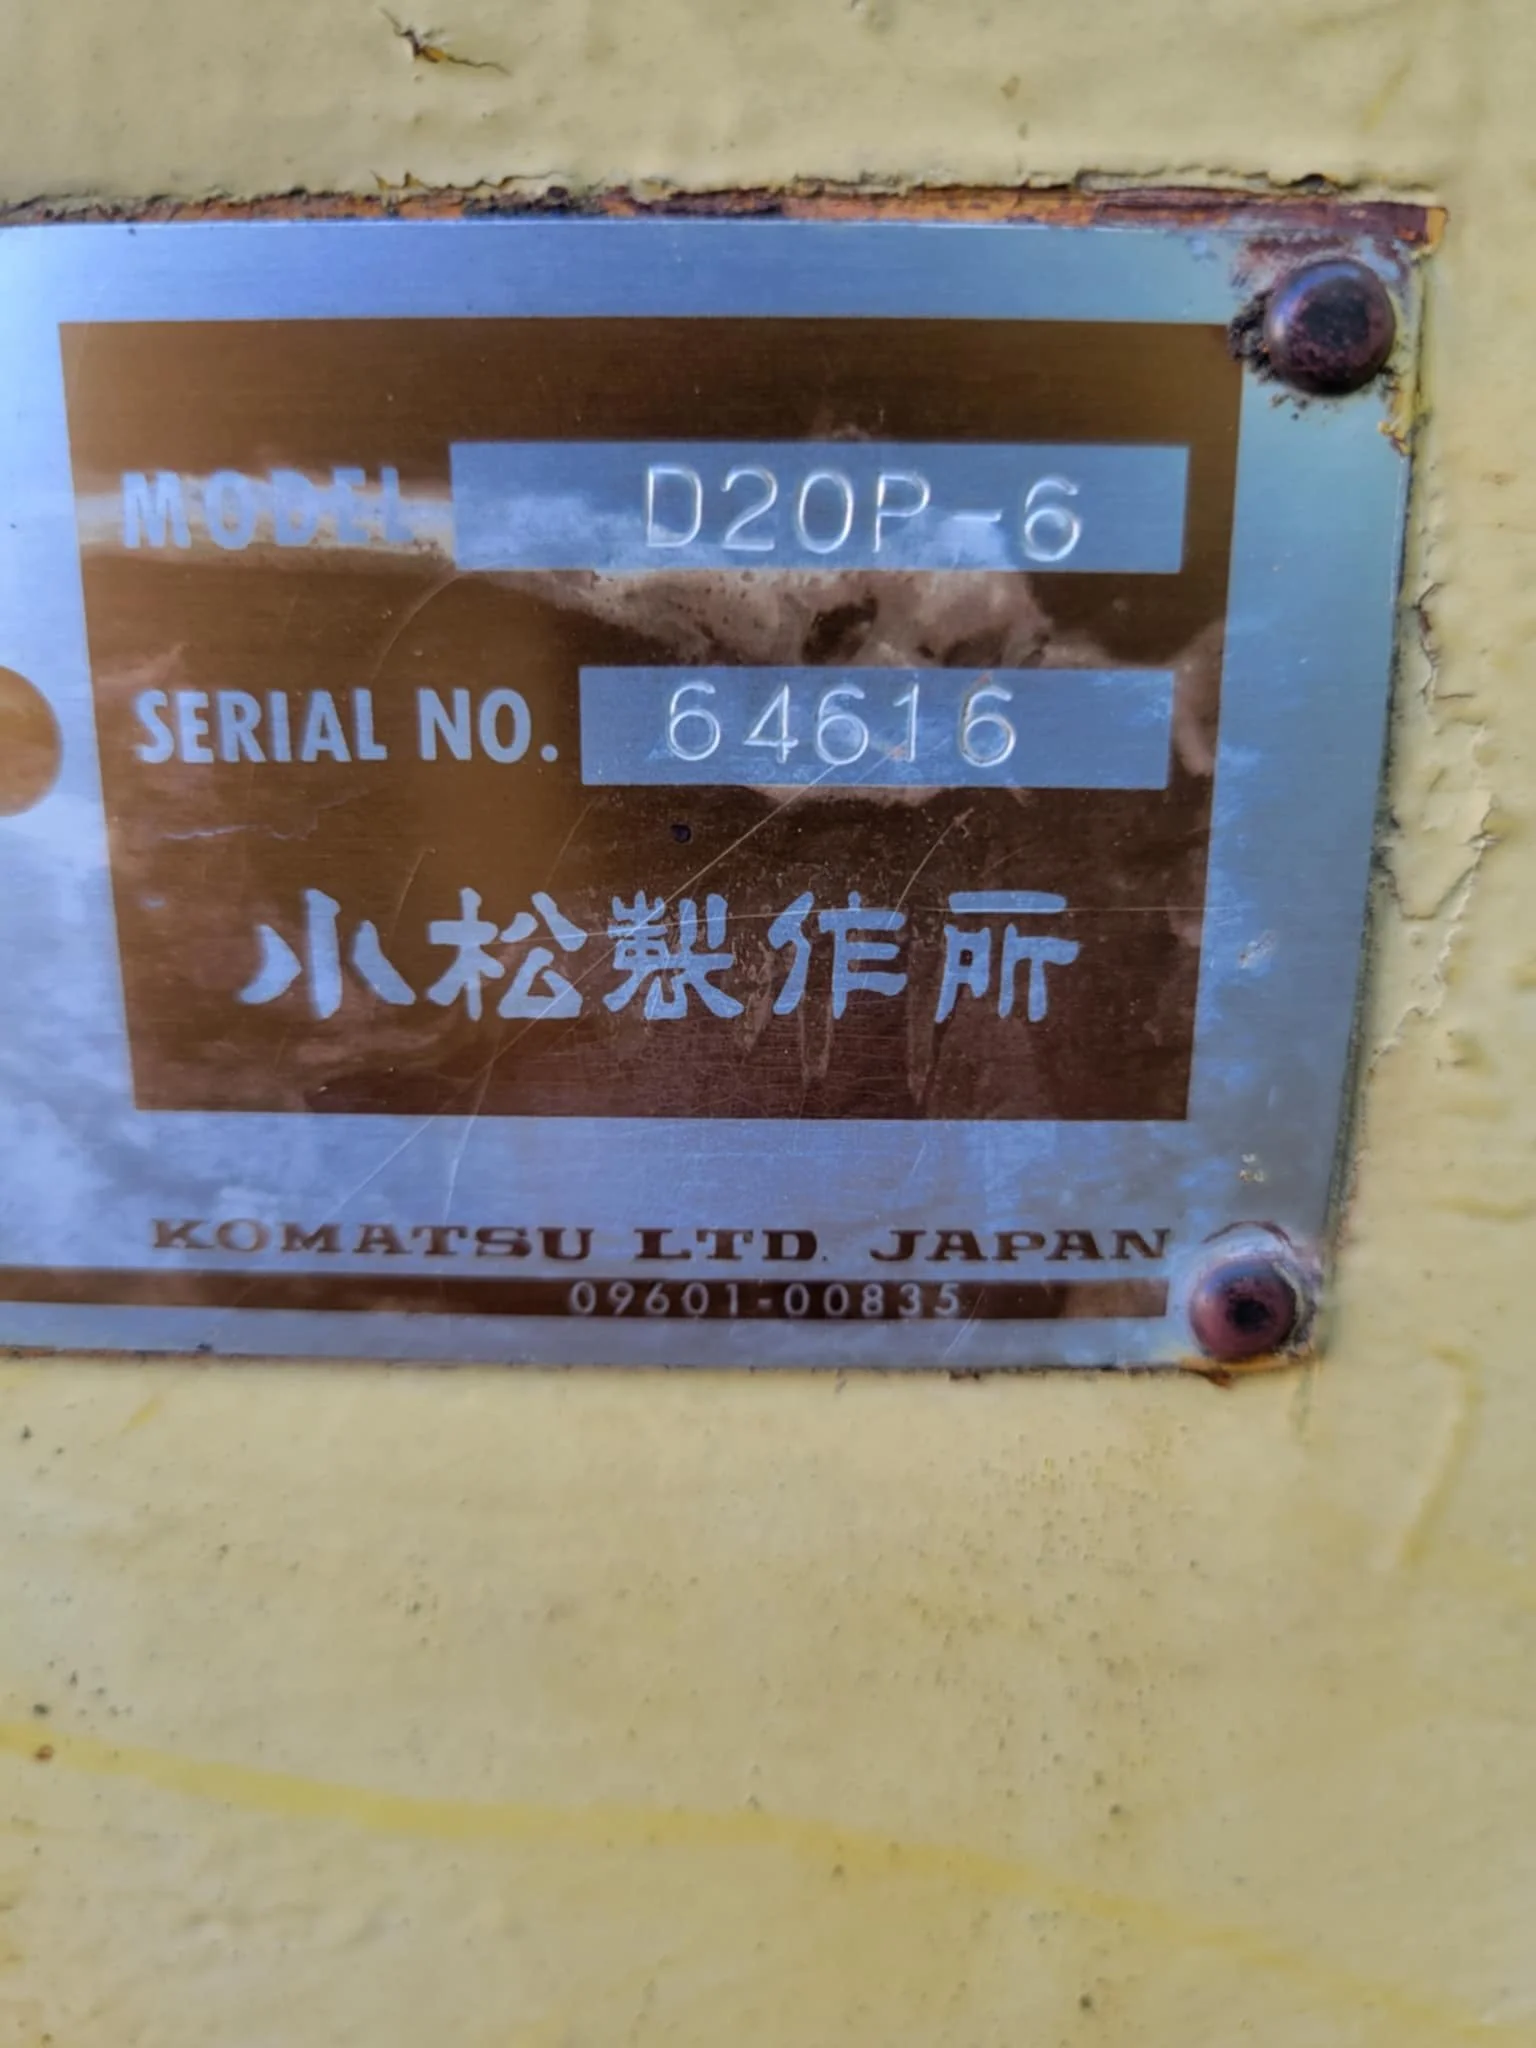 MODEL D20P-6
SERIAL NO. 64616
小松製作所
KOMATSU LTD. JAPAN
09601-00835